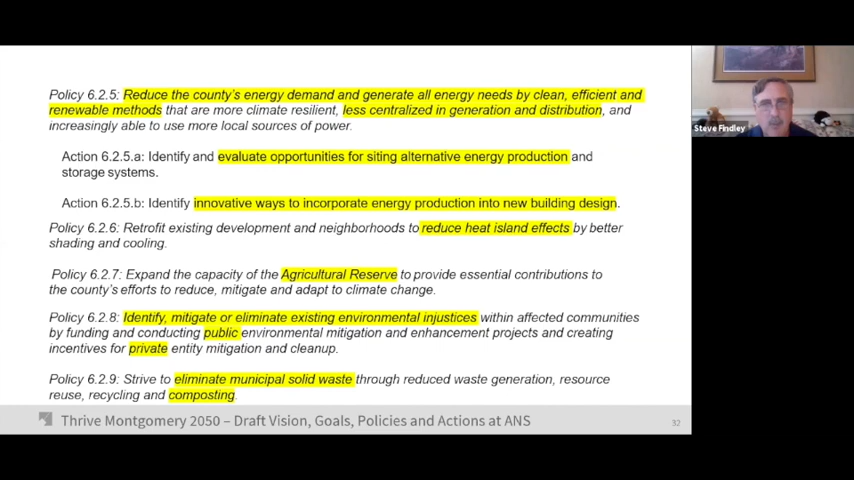 Policy 6.2.5: Reduce the county's energy demand and generate all energy needs by clean, efficient and
renewable methods that are more climate resilient, less centralized in generation and distribution, and
increasingly able to use more local sources of power.
Action 6.2.5.a: Identify and evaluate opportunities for siting alternative energy production and
storage systems.
Action 6.2.5.b: Identify innovative ways to incorporate energy production into new building design.
Policy 6.2.6: Retrofit existing development and neighborhoods to reduce heat island effects by better
shading and cooling.
Policy 6.2.7: Expand the capacity of the Agricultural Reserve to provide essential contributions to
the county's efforts to reduce, mitigate and adapt to climate change.
Policy 6.2.8: Identify, mitigate or eliminate existing environmental injustices within affected communities
by funding and conducting public environmental mitigation and enhancement projects and creating
incentives for private entity mitigation and cleanup.
Policy 6.2.9: Strive to eliminate municipal solid waste through reduced waste generation, resource
reuse, recycling and composting.
Thrive Montgomery 2050 – Draft Vision, Goals, Policies and Actions at ANS
32
Steve Findley